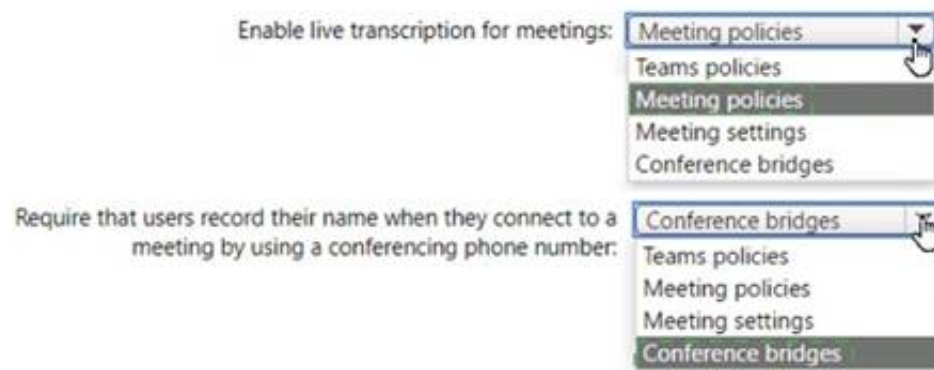 Enable live transcription for meetings: Meeting policies
Teams policies
Meeting policies
Meeting settings
Conference bridges
Require that users record their name when they connect to a Conference bridges
meeting by using a conferencing phone number:
Teams policies
Meeting policies
Meeting settings
Conference bridges